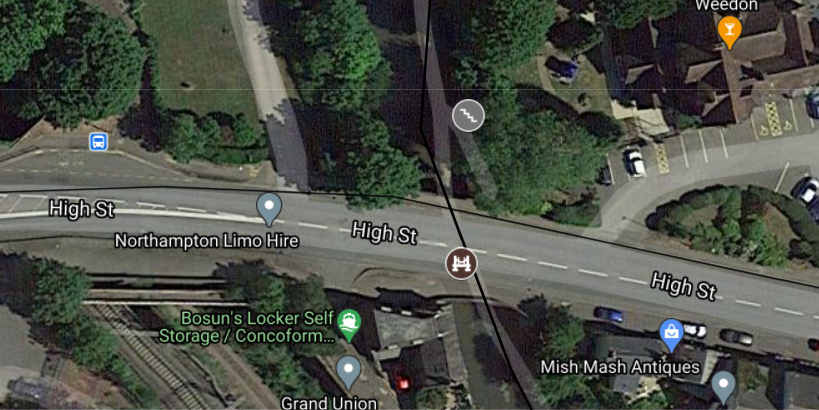 Weedon
High St
Northampton Limo Hire
High St
High St
Bosun's Locker Self
Storage / Concoform...
Mish Mash Antiques
Grand Union